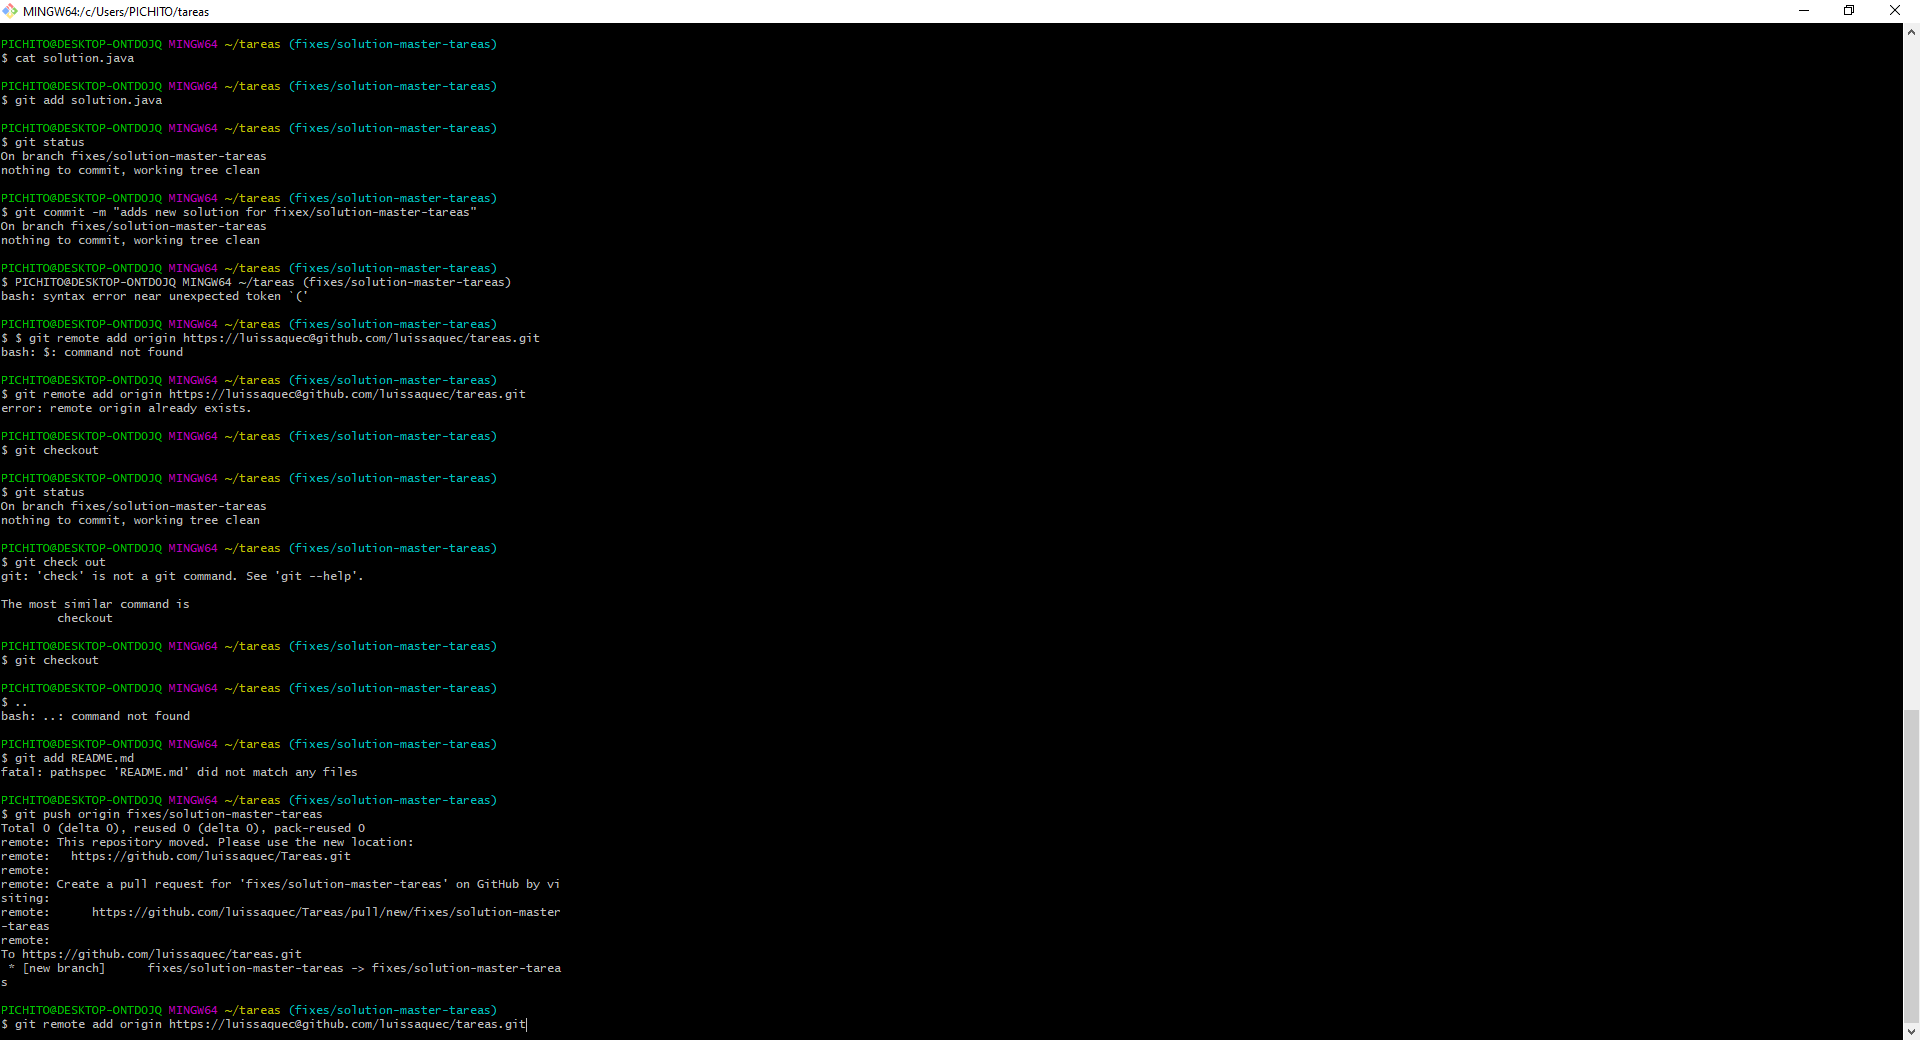 MINGW64:/c/Users/PICHITO/tareas
PICHITO@DESKTOP-ONTDOJQ MINGW64 ~/tareas (fixes/solution-master-tareas)
$ cat solution.java
PICHITO@DESKTOP-ONTDOJQ MINGW64 ~/tareas (fixes/solution-master-tareas)
$ git add solution.java
PICHITO@DESKTOP-ONTDOJQ MINGW64 ~/tareas (fixes/solution-master-tareas)
$ git status
On branch fixes/solution-master-tareas
nothing to commit, working tree clean
PICHITO@DESKTOP-ONTDOJQ MINGW64 ~/tareas (fixes/solution-master-tareas)
$ git commit -m "adds new solution for fixex/solution-master-tareas"
On branch fixes/solution-master-tareas
nothing to commit, working tree clean
PICHITO@DESKTOP-ONTDOJQ MINGW64 ~/tareas (fixes/solution-master-tareas)
$ PICHITO@DESKTOP-ONTDOJQ MINGW64 ~/tareas (fixes/solution-master-tareas)
bash: syntax error near unexpected token `('
PICHITO@DESKTOP-ONTDOJQ MINGW64 ~/tareas (fixes/solution-master-tareas)
$ $ git remote add origin https://luissaquec@github.com/luissaquec/tareas.git
bash: $: command not found
PICHITO@DESKTOP-ONTDOJQ MINGW64 ~/tareas (fixes/solution-master-tareas)
$ git remote add origin https://luissaquec@github.com/luissaquec/tareas.git
error: remote origin already exists.
PICHITO@DESKTOP-ONTDOJQ MINGW64 ~/tareas (fixes/solution-master-tareas)
$ git checkout
PICHITO@DESKTOP-ONTDOJQ MINGW64 ~/tareas (fixes/solution-master-tareas)
$ git status
On branch fixes/solution-master-tareas
nothing to commit, working tree clean
PICHITO@DESKTOP-ONTDOJQ MINGW64 ~/tareas (fixes/solution-master-tareas)
$ git check out
git: 'check' is not a git command. See 'git --help'.
The most similar command is
checkout
PICHITO@DESKTOP-ONTDOJQ MINGW64 ~/tareas (fixes/solution-master-tareas)
$ git checkout
PICHITO@DESKTOP-ONTDOJQ MINGW64 ~/tareas (fixes/solution-master-tareas)
$ ..
bash: ..: command not found
PICHITO@DESKTOP-ONTDOJQ MINGW64 ~/tareas (fixes/solution-master-tareas)
$ git add README.md
fatal: pathspec 'README.md' did not match any files
PICHITO@DESKTOP-ONTDOJQ MINGW64 ~/tareas (fixes/solution-master-tareas)
$ git push origin fixes/solution-master-tareas
Total 0 (delta 0), reused 0 (delta 0), pack-reused 0
remote: This repository moved. Please use the new location:
remote:   https://github.com/luissaquec/Tareas.git
remote:
remote: Create a pull request for 'fixes/solution-master-tareas' on GitHub by vi
siting:
remote:      https://github.com/luissaquec/Tareas/pull/new/fixes/solution-master
-tareas
remote:
To https://github.com/luissaquec/tareas.git
* [new branch]      fixes/solution-master-tareas -> fixes/solution-master-tarea
s
PICHITO@DESKTOP-ONTDOJQ MINGW64 ~/tareas (fixes/solution-master-tareas)
$ git remote add origin https://luissaquec@github.com/luissaquec/tareas.git